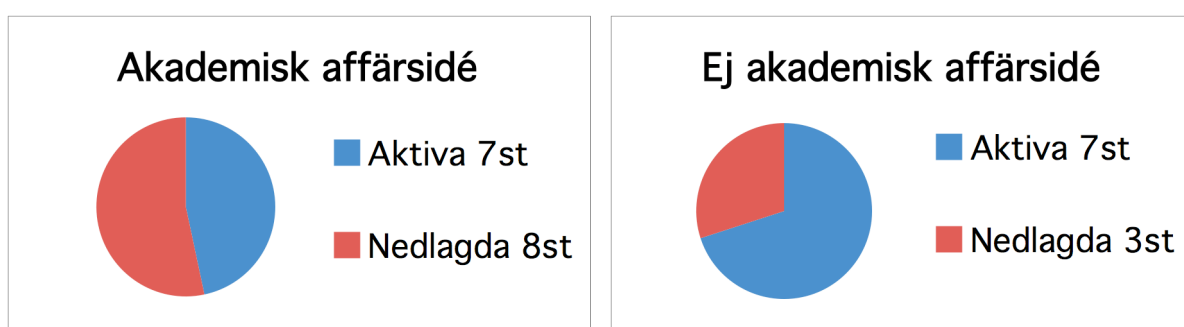 Akademisk affärsidé
Aktiva 7st
Nedlagda 8st
Ej akademisk affärsidé
Aktiva 7st
Nedlagda 3st